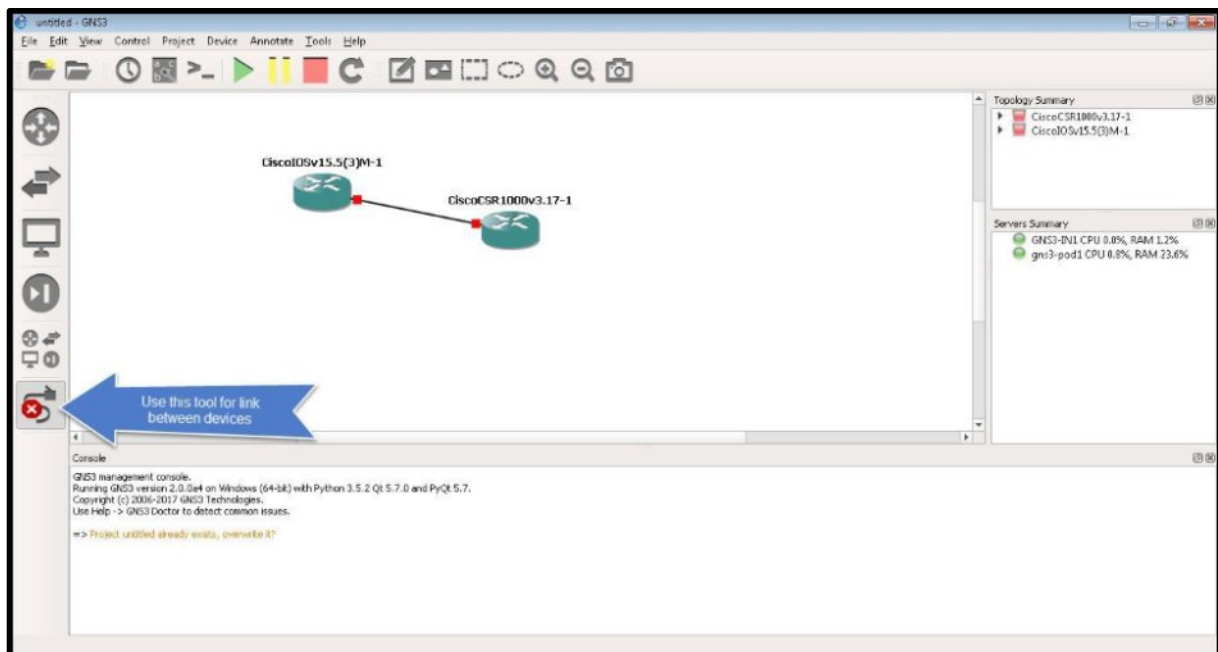 untitled - GNS3
File Edit View Control Project Device Annotate Tools Help
Topology Summary
CiscoCSR1000v3.17-1
CiscoIOSv15.5(3)M-1
CiscoIOSv15.5(3)M-1
CiscoCSR1000v3.17-1
Servers Summary
GNS3-IN1 CPU 0.0%, RAM 1.2%
gns3-pod1 CPU 0.8%, RAM 23.6%
Use this tool for link
between devices
Console
GNS3 management console.
Running GNS3 version 2.0.0a4 on Windows (64-bit) with Python 3.5.2 Qt 5.7.0 and PyQt 5.7.
Copyright (c) 2006-2017 GNS3 Technologies.
Use Help -> GNS3 Doctor to detect common issues.
=> Project untitled already exists, overwrite it?